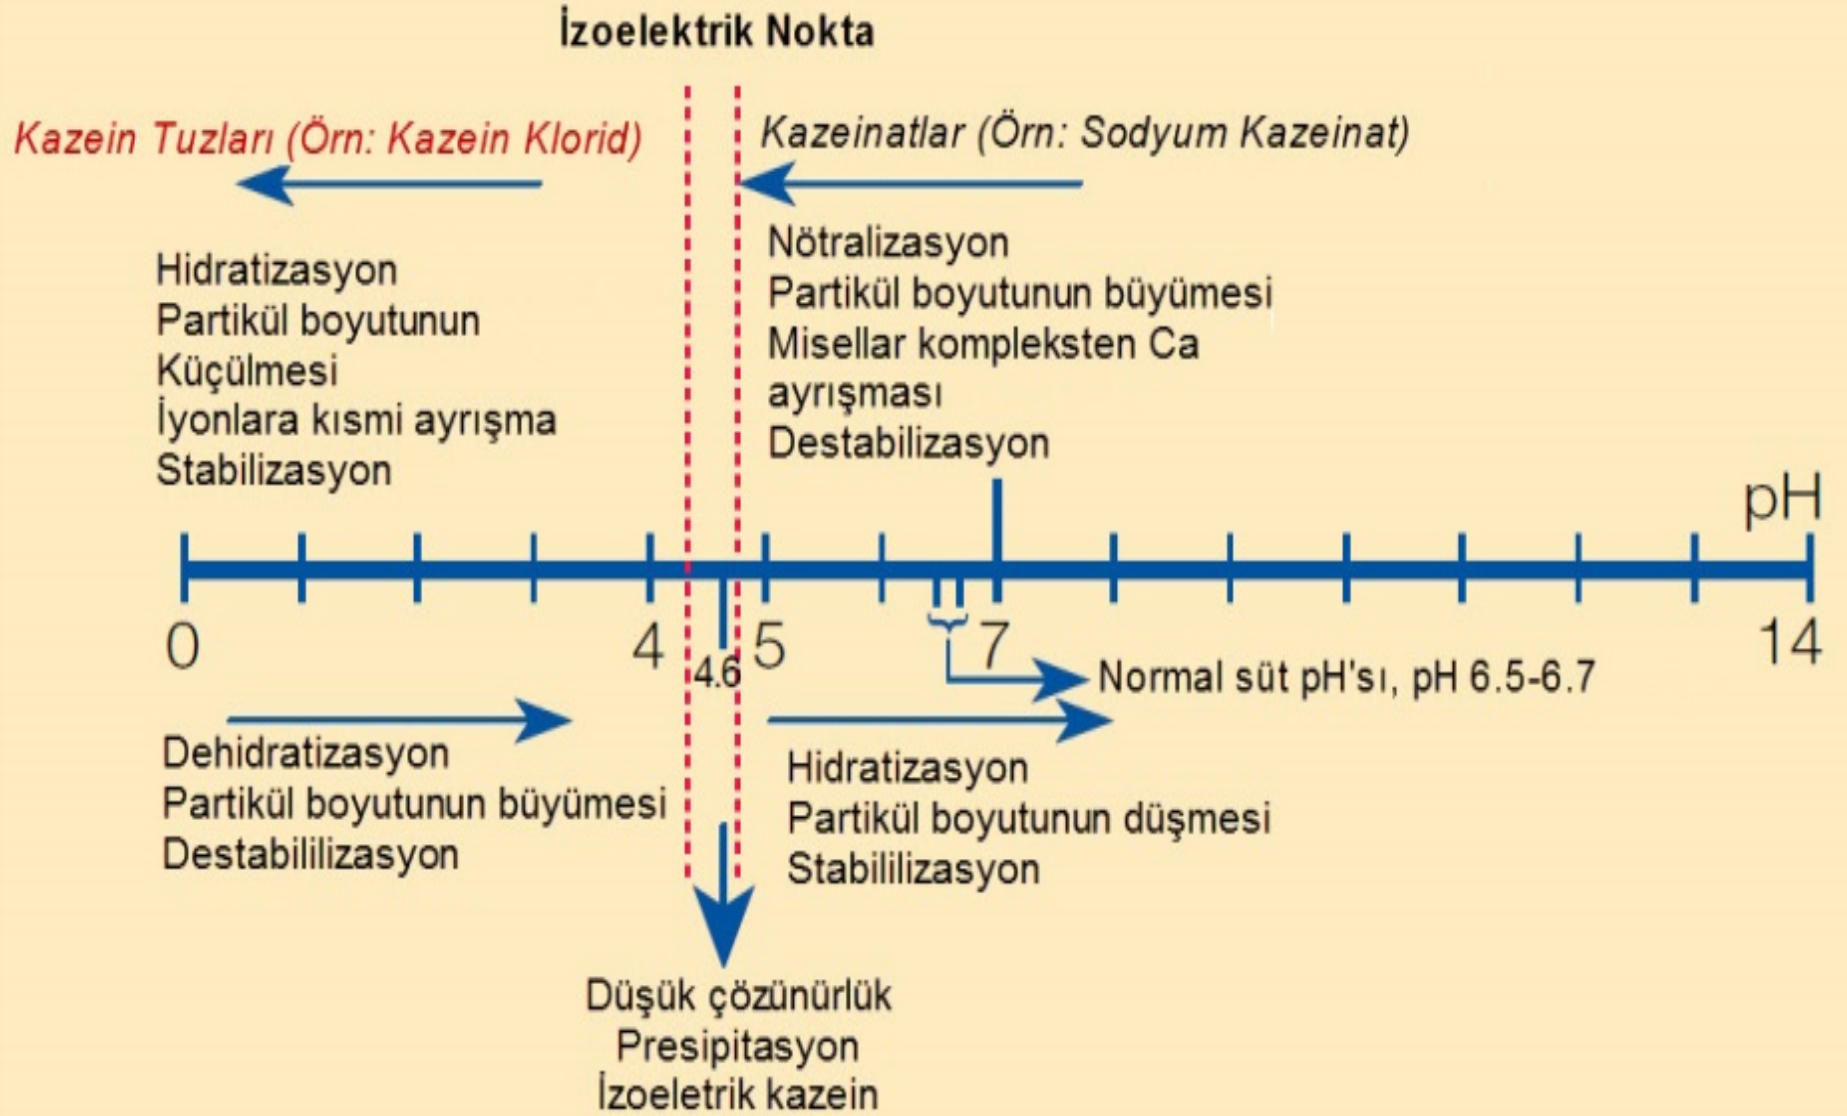 İzoelektrik Nokta
Kazein Tuzları (Örn: Kazein Klorid)
Kazeinatlar (Örn: Sodyum Kazeinat)
Hidratizasyon
Partikül boyutunun
Küçülmesi
İyonlara kısmi ayrışma
Stabilizasyon
Nötralizasyon
Partikül boyutunun büyümesi
Misellar kompleksten Ca
ayrışması
Destabilizasyon
pH
0
4
4.6
5
7
14
Normal süt pH'sı, pH 6.5-6.7
Dehidratizasyon
Partikül boyutunun büyümesi
Destabililizasyon
Hidratizasyon
Partikül boyutunun düşmesi
Stabililizasyon
Düşük çözünürlük
Presipitasyon
İzoeletrik kazein